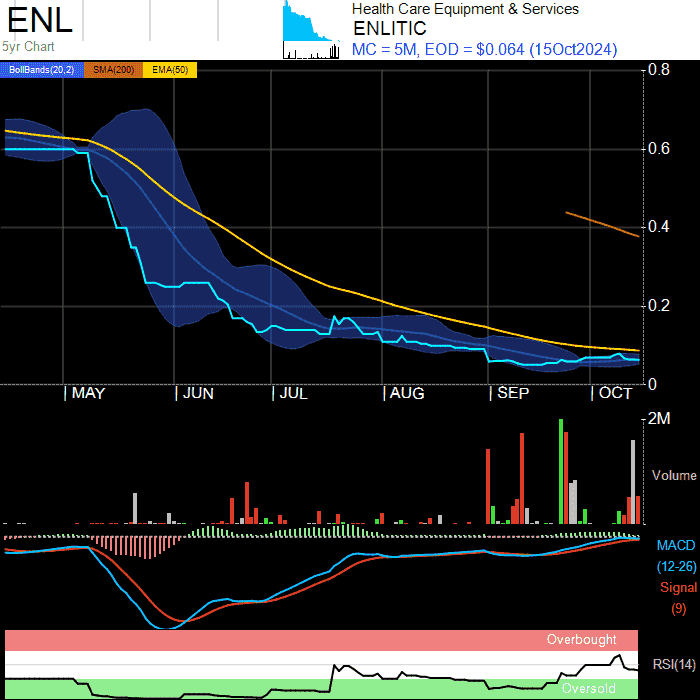 ENL
5yr Chart
Health Care Equipment & Services
ENLITIC
MC = 5M, EOD = $0.064 (15Oct2024)
BollBands(20,2) SMA(200) EMA(50)
0.8
0.6
0.4
0.2
0
MAY JUN JUL AUG SEP OCT
2M
Volume
MACD
(12-26)
Signal
(9)
Overbought
RSI(14)
Oversold